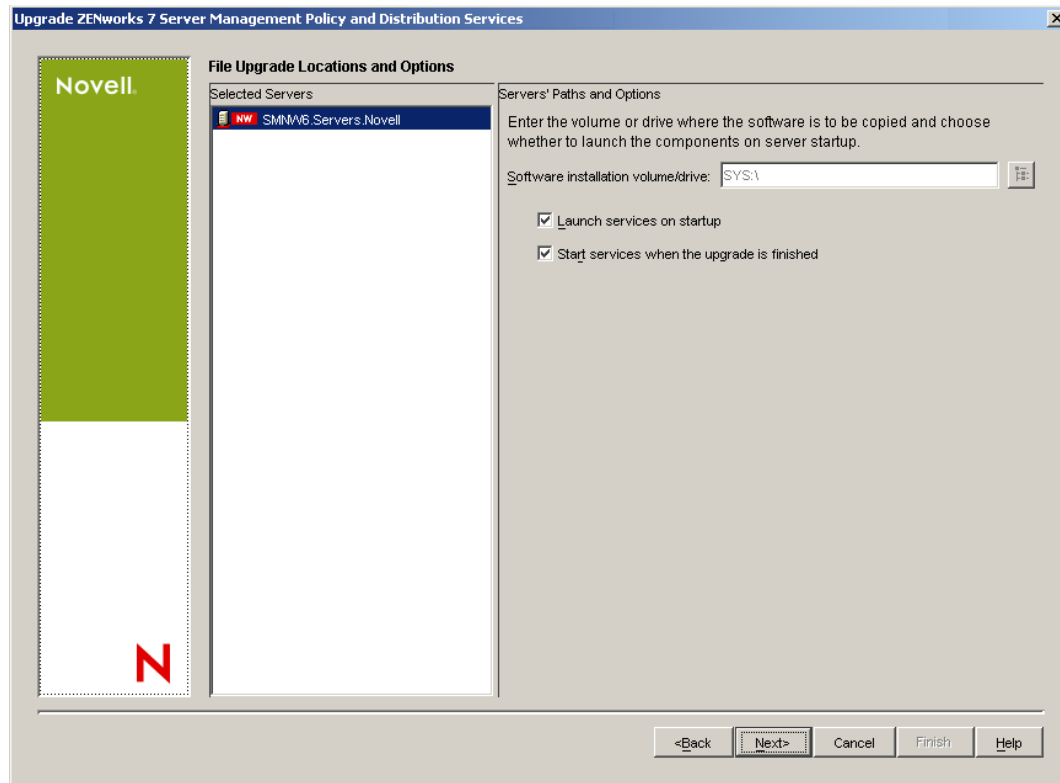 Upgrade ZENworks 7 Server Management Policy and Distribution Services
Novell.
File Upgrade Locations and Options
Selected Servers
NW SMNW6.Servers.Novell
Servers' Paths and Options
Enter the volume or drive where the software is to be copied and choose
whether to launch the components on server startup.
Software installation volume/drive: SYS:\
Launch services on startup
Start services when the upgrade is finished
N
<Back Next> Cancel Finish Help